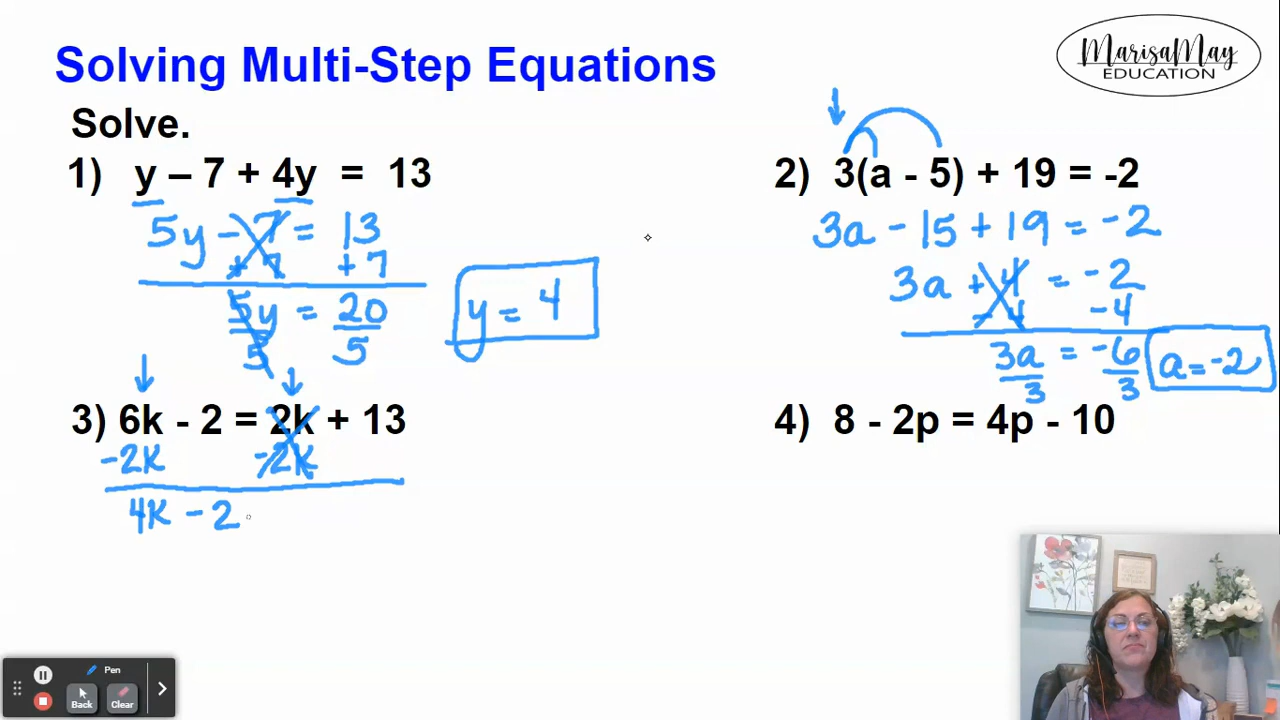 Solving Multi-Step Equations
MarisaMay
EDUCATION
Solve.
1) y – 7 + 4y = 13
5y - 7 = 13
+ 7 +7
5y = 20
5 5
y = 4
2) 3(a - 5) + 19 = -2
3a - 15 + 19 = -2
3a + 4 = -2
- 4 -4
3a = -6
3 3
a = -2
3) 6k - 2 = 2k + 13
-2k -2k
4k - 2
4) 8 - 2p = 4p - 10
Pen
Back
Clear